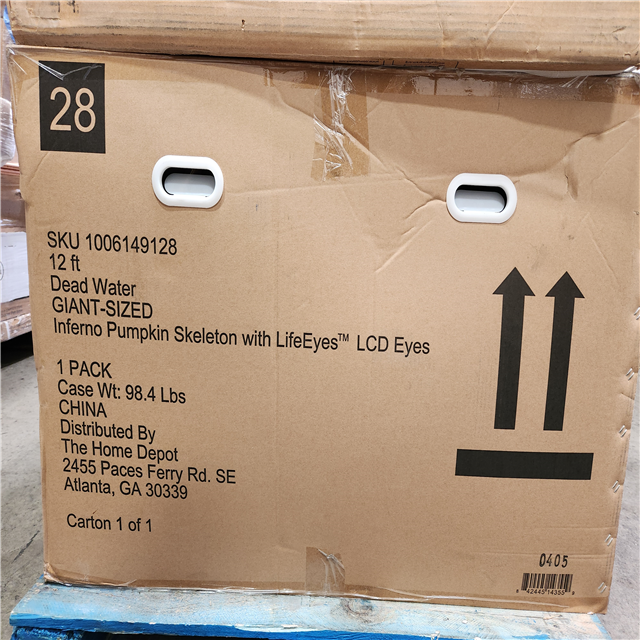 28
SKU 1006149128
12 ft
Dead Water
GIANT-SIZED
Inferno Pumpkin Skeleton with LifeEyes™ LCD Eyes
1 PACK
Case Wt: 98.4 Lbs
CHINA
Distributed By
The Home Depot
2455 Paces Ferry Rd. SE
Atlanta, GA 30339
Carton 1 of 1
0405